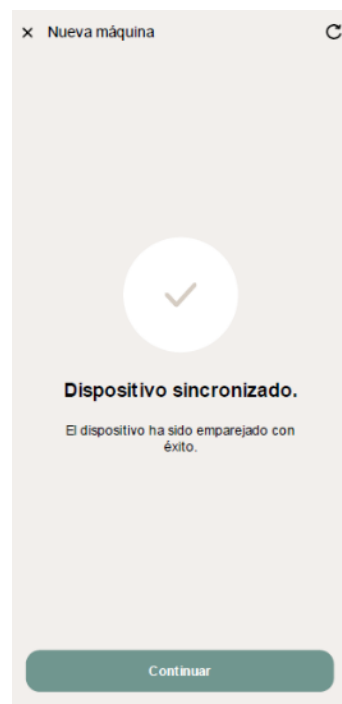 Nueva máquina
Dispositivo sincronizado.
El dispositivo ha sido emparejado con
éxito.
Continuar